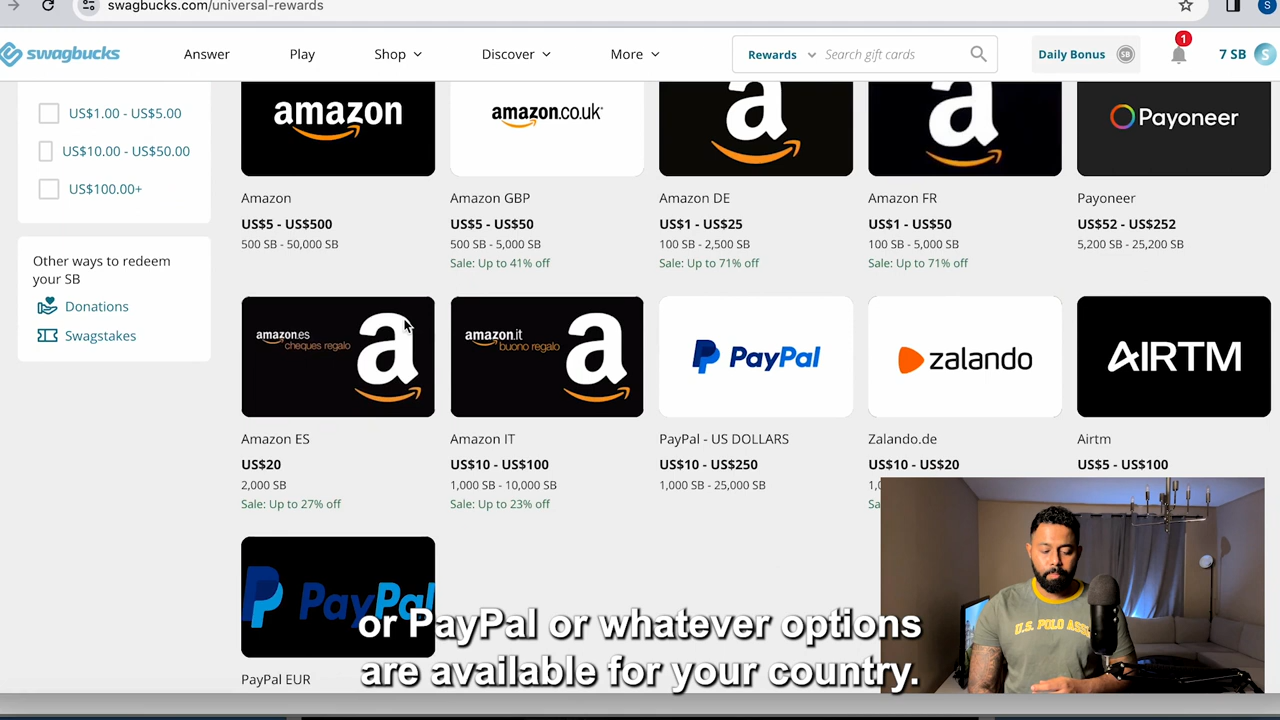 swagbucks.com/universal-rewards
S
swagbucks
Answer
Play
Shop
Discover
More
Rewards
Search gift cards
Daily Bonus
SB
1
7 SB
S
US$1.00 - US$5.00
US$10.00 - US$50.00
US$100.00+
Other ways to redeem
your SB
Donations
Swagstakes
amazon
Amazon
US$5 - US$500
500 SB - 50,000 SB
amazon.co.uk
Amazon GBP
US$5 - US$50
500 SB - 5,000 SB
Sale: Up to 41% off
a
Amazon DE
US$1 - US$25
100 SB - 2,500 SB
Sale: Up to 71% off
a
Amazon FR
US$1 - US$50
100 SB - 5,000 SB
Sale: Up to 71% off
Payoneer
Payoneer
US$52 - US$252
5,200 SB - 25,200 SB
amazon.es
cheques regalo
a
Amazon ES
US$20
2,000 SB
Sale: Up to 27% off
amazon.it
buono regalo
a
Amazon IT
US$10 - US$100
1,000 SB - 10,000 SB
Sale: Up to 23% off
PayPal
PayPal - US DOLLARS
US$10 - US$250
1,000 SB - 25,000 SB
zalando
Zalando.de
US$10 - US$20
AIRTM
Airtm
US$5 - US$100
PayPal
PayPal EUR
U.S. POLO ASS
or PayPal or whatever options
are available for your country.